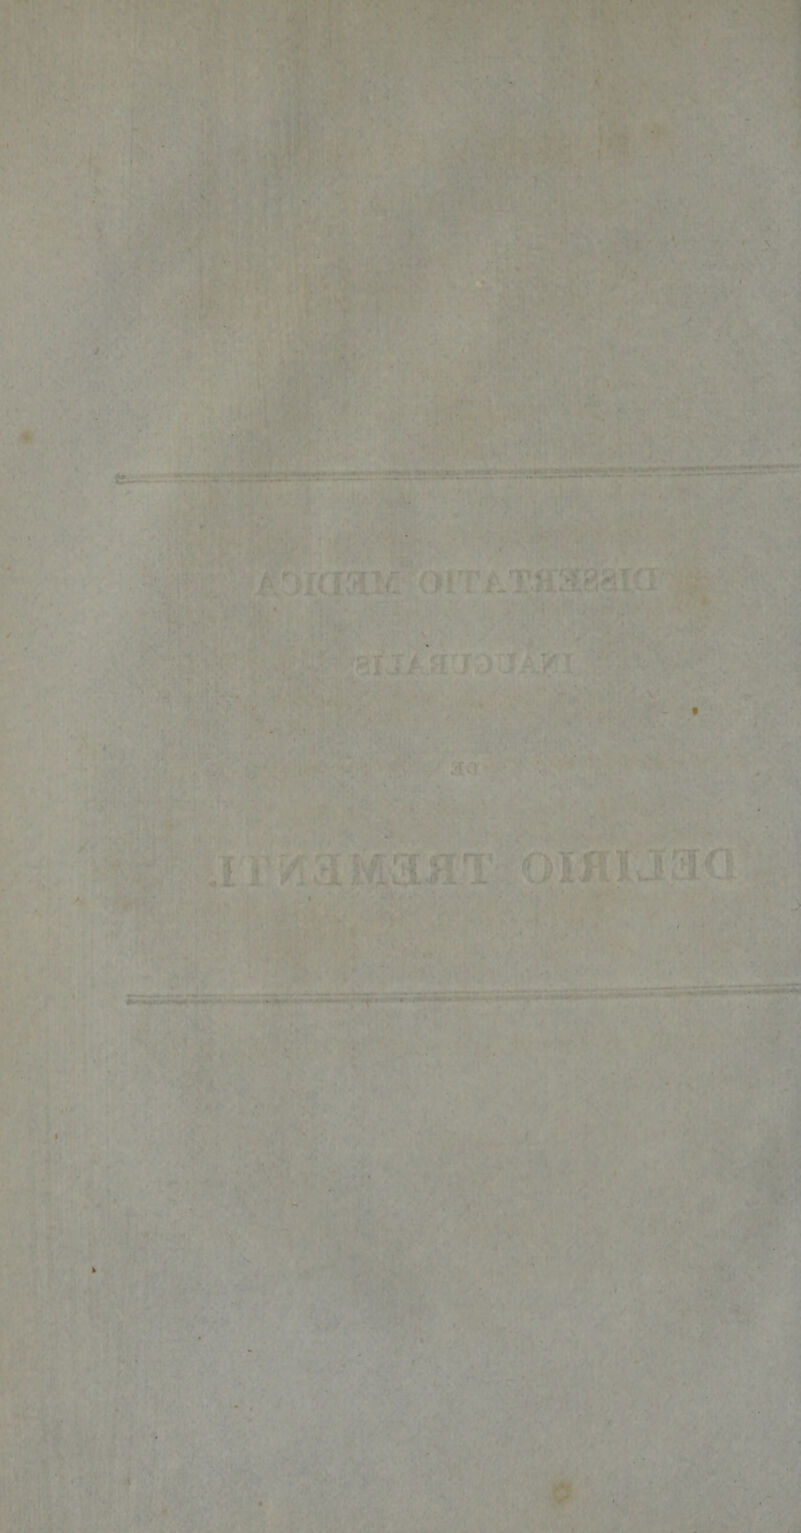 DISSERTATIO MEDICA
INAUGURALIS
DE
DELIRIO TREMENTI.